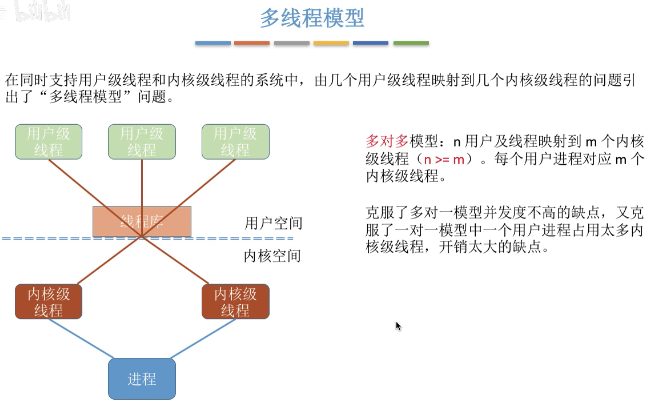 bilibili
多线程模型
在同时支持用户级线程和内核级线程的系统中，由几个用户级线程映射到几个内核级线程的问题引
出了“多线程模型”问题。
用户级
线程
用户级
线程
用户级
线程
线程库
用户空间
内核空间
内核级
线程
内核级
线程
进程
多对多模型：n 用户及线程映射到 m 个内核
级线程（n >= m）。每个用户进程对应 m 个
内核级线程。
克服了多对一模型并发度不高的缺点，又克
服了一对一模型中一个用户进程占用太多内
核级线程，开销太大的缺点。